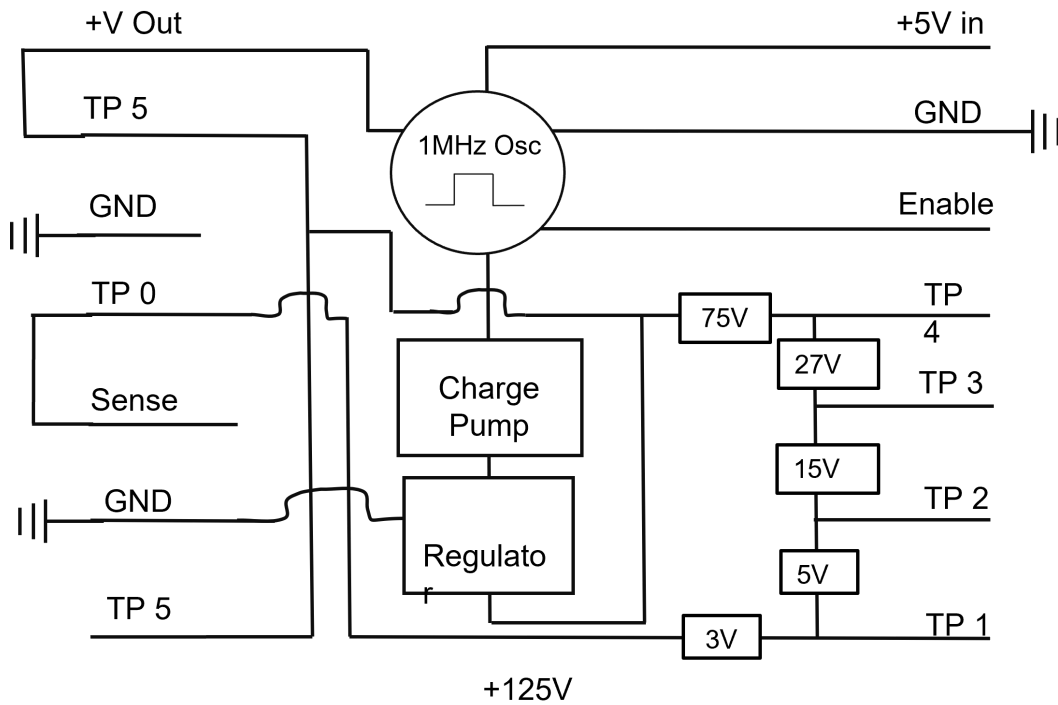 +V Out
+5V in
TP 5
GND
1MHz Osc
GND
Enable
TP 0
TP
4
75V
27V
TP 3
Charge
Pump
Sense
15V
GND
TP 2
Regulato
r
5V
TP 5
TP 1
3V
+125V